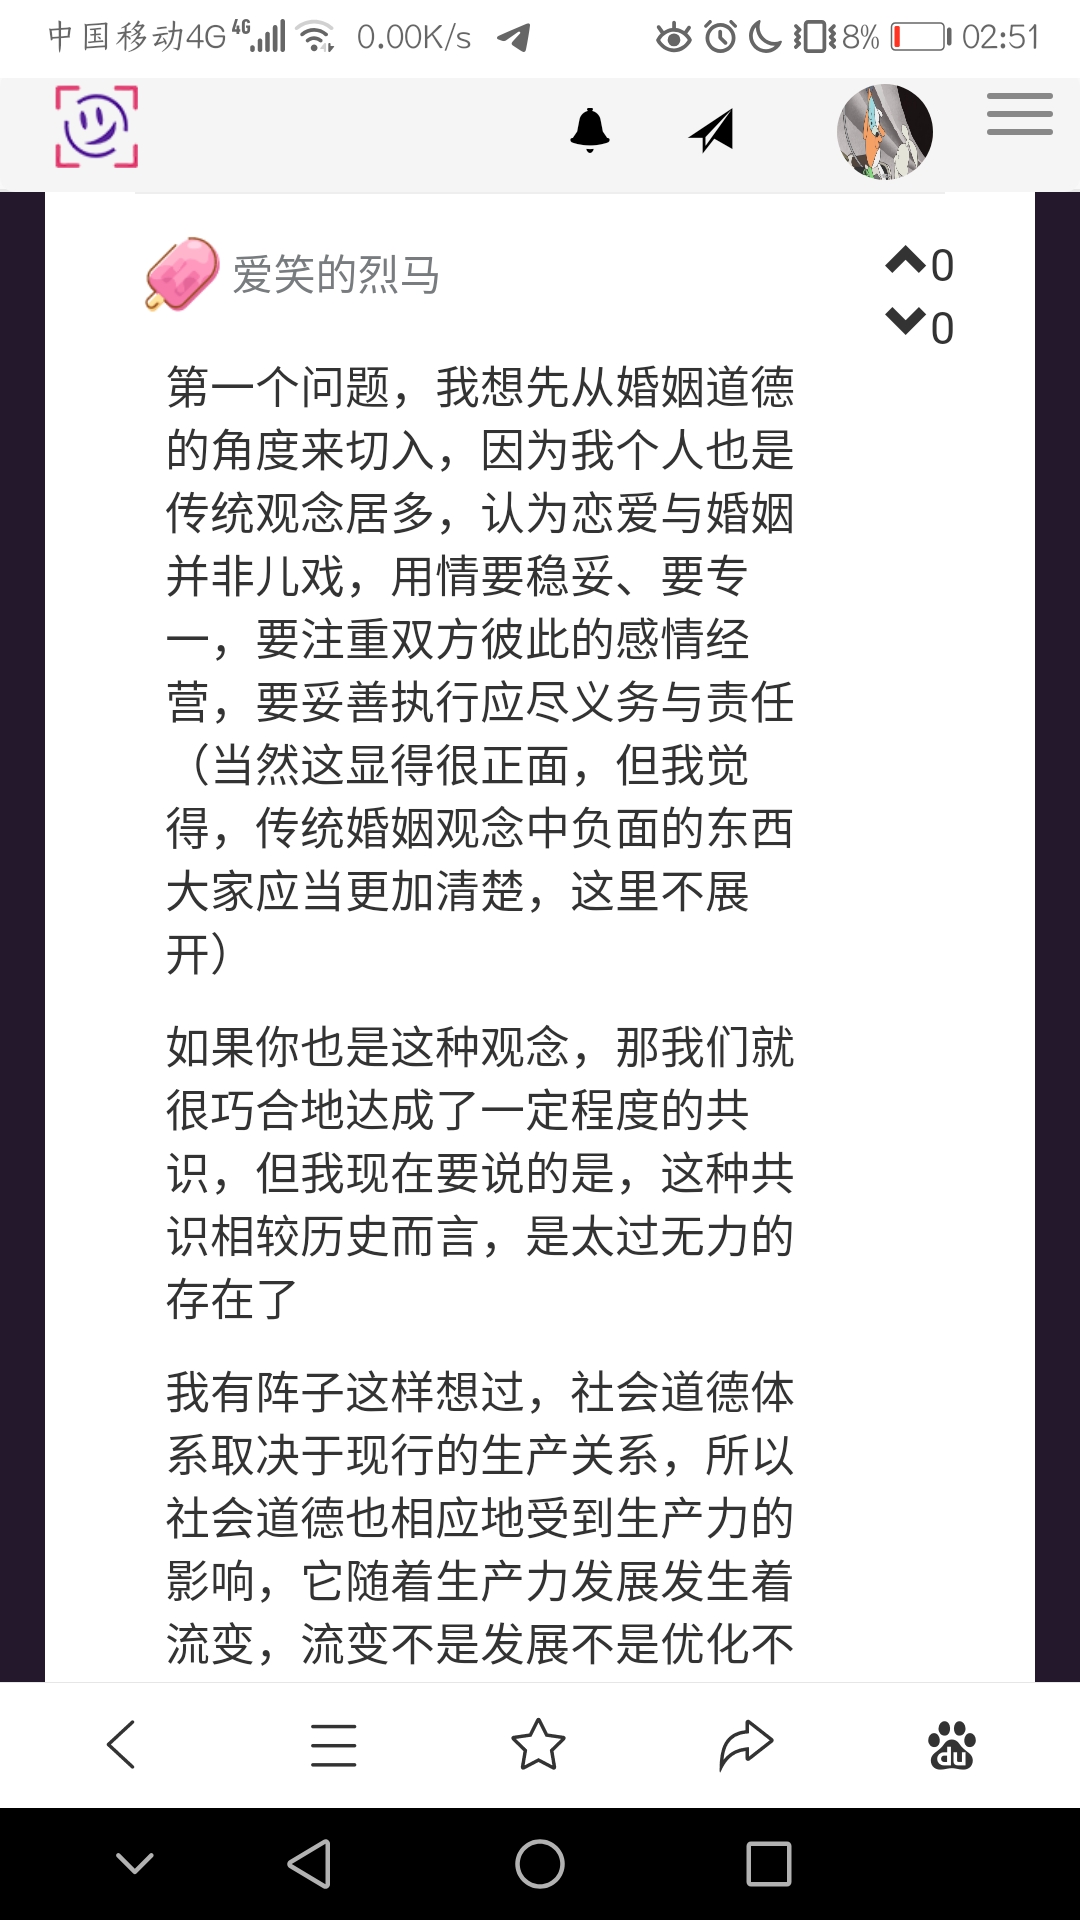 中国移动4G 4G 0.00K/s 8% 02:51
爱笑的烈马
0
0
第一个问题，我想先从婚姻道德
的角度来切入，因为我个人也是
传统观念居多，认为恋爱与婚姻
并非儿戏，用情要稳妥、要专
一，要注重双方彼此的感情经
营，要妥善执行应尽义务与责任
（当然这显得很正面，但我觉
得，传统婚姻观念中负面的东西
大家应当更加清楚，这里不展
开）
如果你也是这种观念，那我们就
很巧合地达成了一定程度的共
识，但我现在要说的是，这种共
识相较历史而言，是太过无力的
存在了
我有阵子这样想过，社会道德体
系取决于现行的生产关系，所以
社会道德也相应地受到生产力的
影响，它随着生产力发展发生着
流变，流变不是发展不是优化不
du